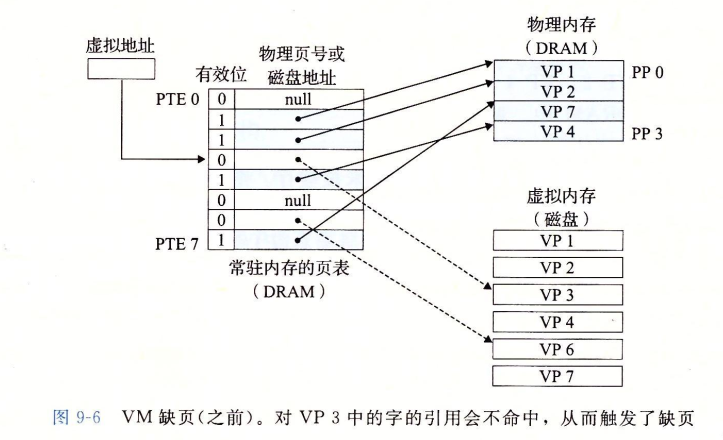 虚拟地址
物理页号或
有效位 磁盘地址
PTE 0 0 null
1
1
0
1
0 null
0
PTE 7 1
常驻内存的页表
（DRAM）
物理内存
（DRAM）
VP 1 PP 0
VP 2
VP 7
VP 4 PP 3
虚拟内存
（磁盘）
VP 1
VP 2
VP 3
VP 4
VP 6
VP 7
图 9-6 VM 缺页(之前)。对 VP 3 中的字的引用会不命中，从而触发了缺页